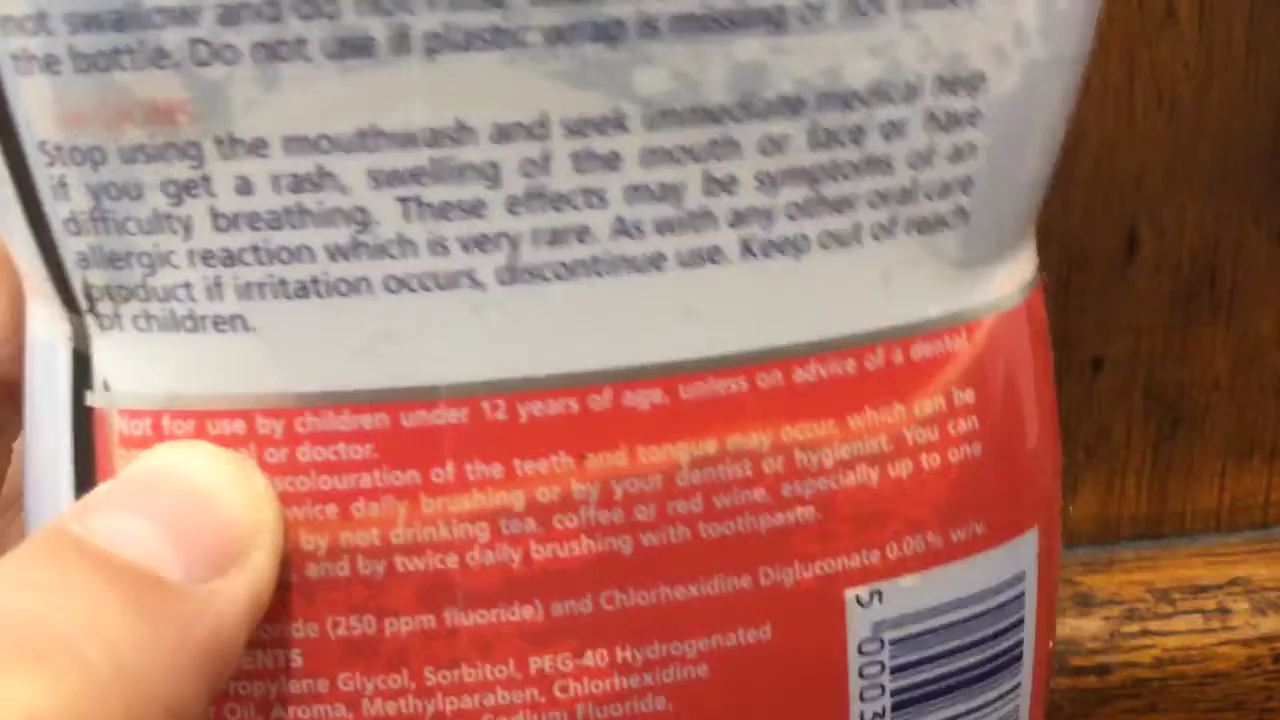 not swallow and do not
the bottle. Do not use if plastic wrap is missing or
Stop using the mouthwash and seek immediate medical help
if you get a rash, swelling of the mouth or face or have
difficulty breathing. These effects may be symptoms of an
allergic reaction which is very rare. As with any other oral care
product if irritation occurs, discontinue use. Keep out of reach
of children.
Not for use by children under 12 years of age, unless on advice of a dental
or doctor.
scolouration of the teeth and tongue may occur, which can be
wice daily brushing or by your dentist or hygienist. You can
by not drinking tea, coffee or red wine, especially up to one
, and by twice daily brushing with toothpaste.
oride (250 ppm fluoride) and Chlorhexidine Digluconate 0.06% w/v.
ENTS
ropylene Glycol, Sorbitol, PEG-40 Hydrogenated
Oil, Aroma, Methylparaben, Chlorhexidine
Sodium Fluoride,
5 0003